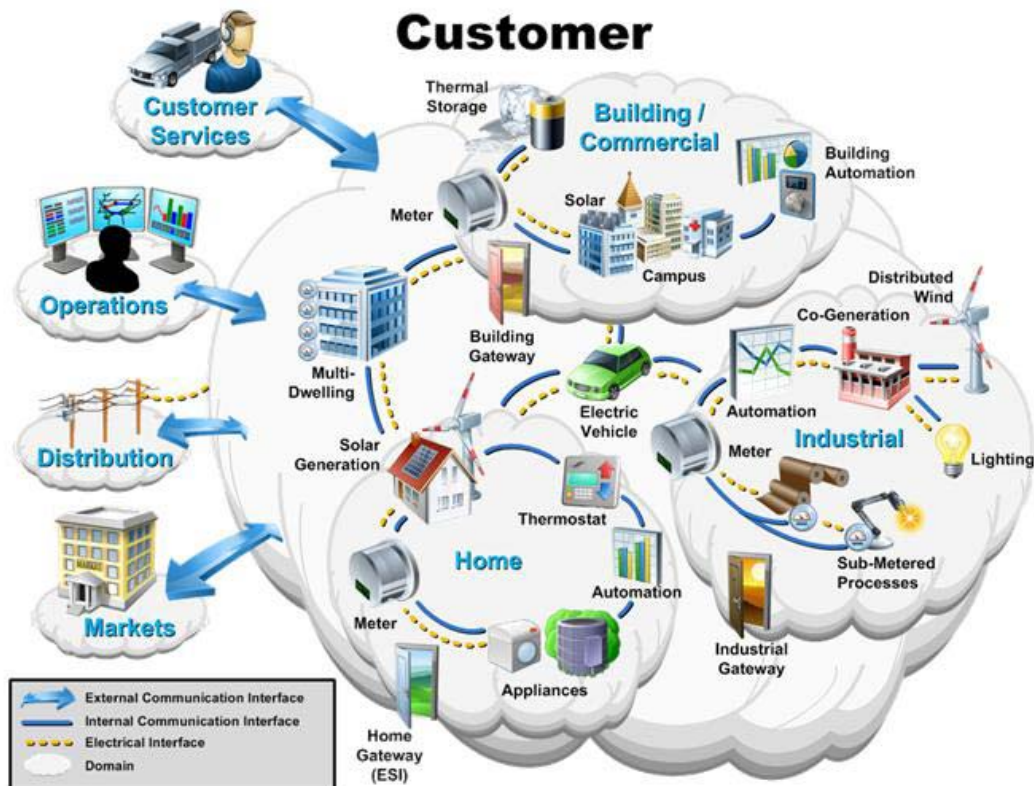 Customer
Customer
Services
Thermal
Storage
Building /
Commercial
Building
Automation
Meter
Solar
Campus
Operations
Multi-
Dwelling
Building
Gateway
Electric
Vehicle
Distributed
Wind
Co-Generation
Automation
Industrial
Meter
Lighting
Sub-Metered
Processes
Industrial
Gateway
Distribution
Solar
Generation
Thermostat
Home
Automation
Meter
Appliances
Home
Gateway
(ESI)
MARKET
Markets
External Communication Interface
Internal Communication Interface
Electrical Interface
Domain